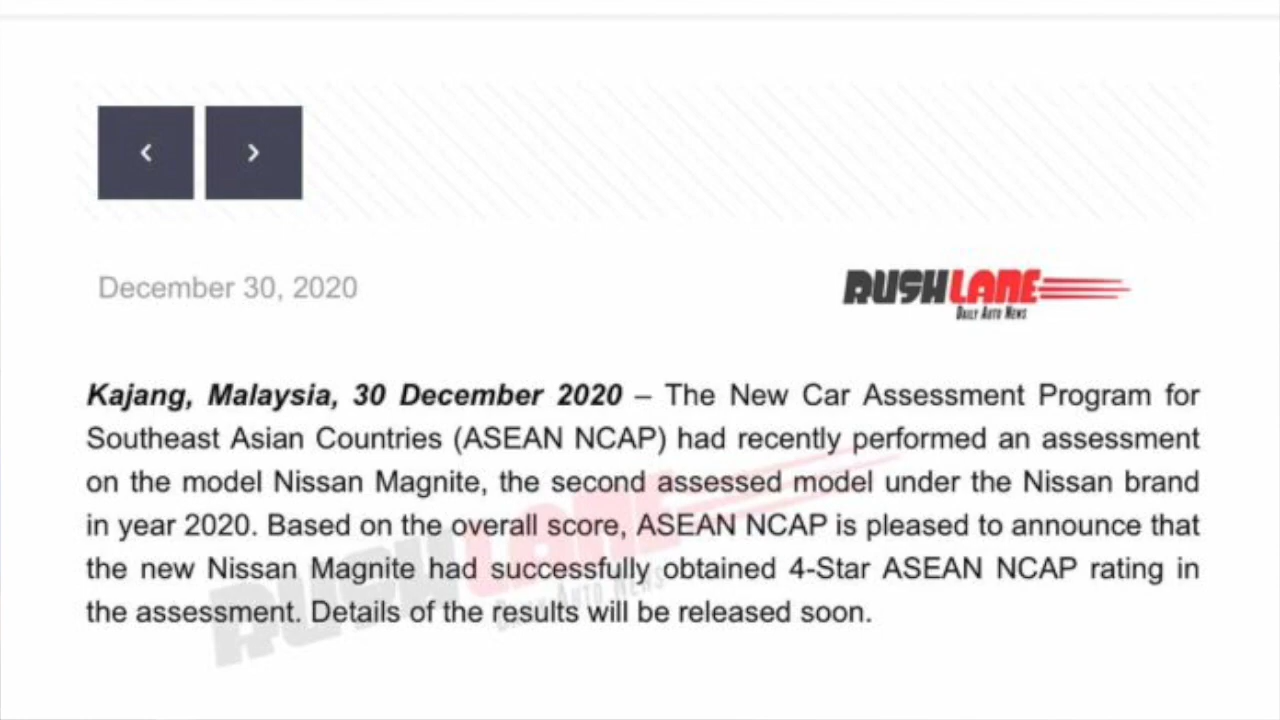 December 30, 2020
RUSHLANE
DAILY AUTO NEWS
Kajang, Malaysia, 30 December 2020 – The New Car Assessment Program for
Southeast Asian Countries (ASEAN NCAP) had recently performed an assessment
on the model Nissan Magnite, the second assessed model under the Nissan brand
in year 2020. Based on the overall score, ASEAN NCAP is pleased to announce that
the new Nissan Magnite had successfully obtained 4-Star ASEAN NCAP rating in
the assessment. Details of the results will be released soon.
RUSHLANE
DAILY AUTO NEWS